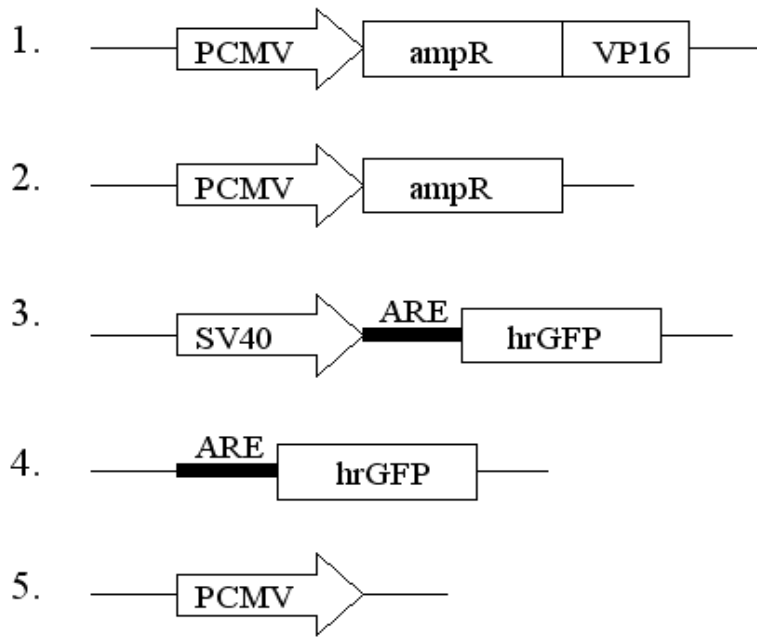 1. PCMV ampR VP16
2. PCMV ampR
3. SV40 ARE hrGFP
4. ARE hrGFP
5. PCMV